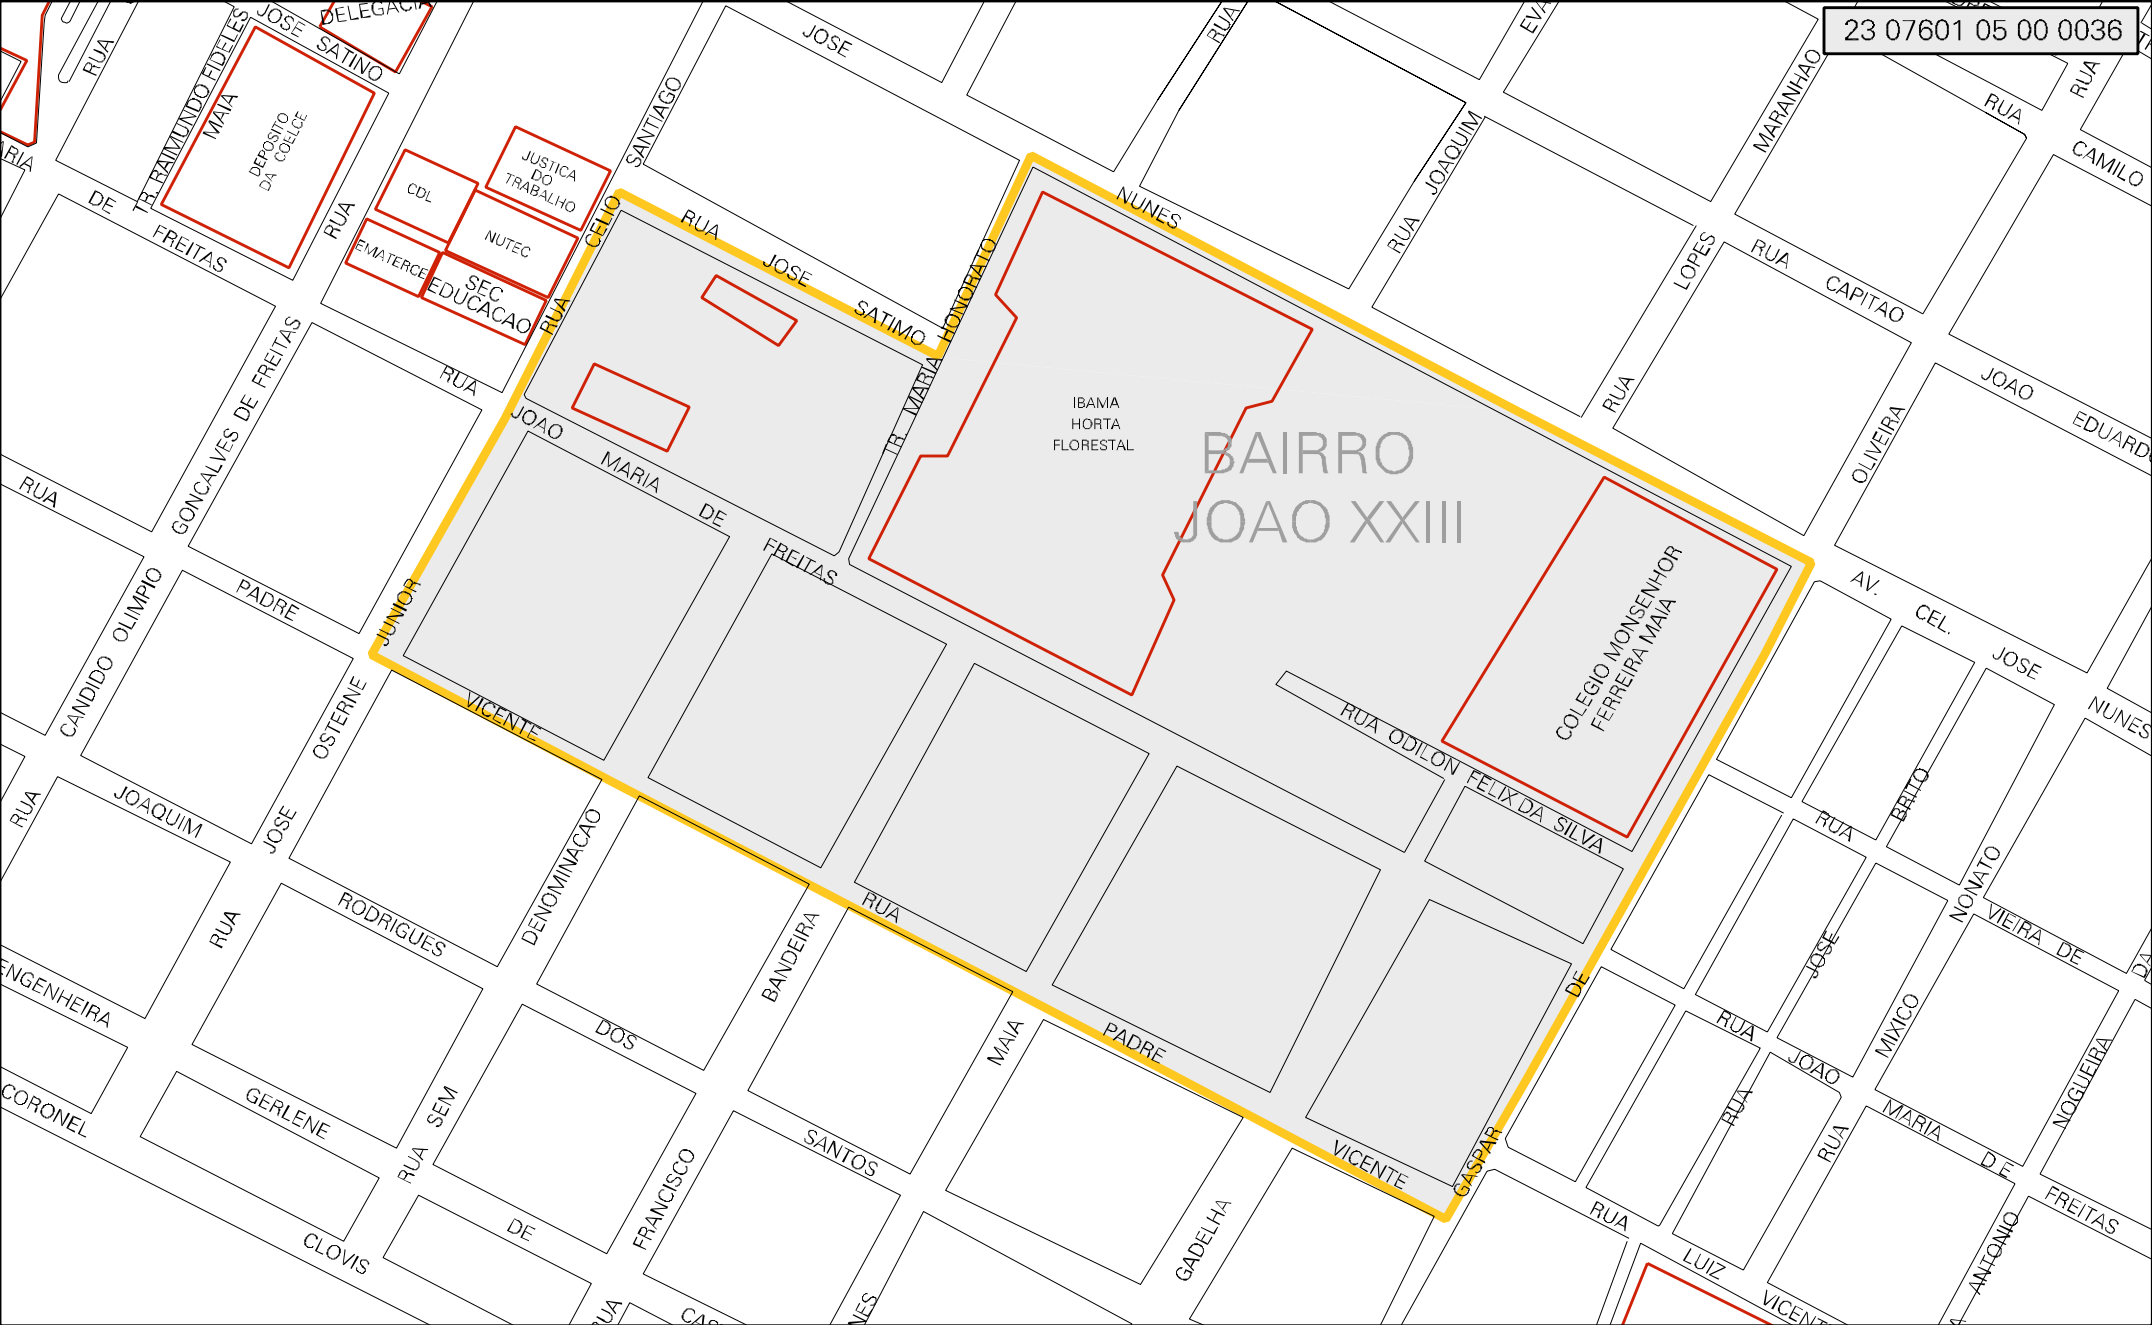 23 07601 05 00 0036
DELEGACIA
JOSE SATINO
RUA
TR. RAIMUNDO FIDELES
MAIA
DEPOSITO
DA COELCE
SANTIAGO
JOSE
RUA
MARANHAO
RUA
RUA
CAMILO
DE
FREITAS
RUA
CDL
JUSTICA
DO
TRABALHO
NUTEC
EMATERCE
SEC
EDUCACAO
CELIO
RUA
RUA
JOSE
SATIMO
TR. MARIA HONORATO
NUNES
RUA JOAQUIM
LOPES
RUA
RUA
CAPITAO
JOAO
OLIVEIRA
GONCALVES DE FREITAS
RUA
JOAO
MARIA
DE
FREITAS
IBAMA
HORTA
FLORESTAL
BAIRRO
JOAO XXIII
COLEGIO MONSENHOR
FERREIRA MAIA
RUA ODILON FELIX DA SILVA
RUA
CANDIDO OLIMPIO
PADRE
JUNIOR
VICENTE
AV.
CEL.
JOSE
NUNES
OSTERNE
JOSE
RUA
RUA
JOAQUIM
RODRIGUES
DENOMINACAO
RUA
BANDEIRA
MAIA
PADRE
VICENTE
DE
GASPAR
RUA
BRITO
NONATO
VIEIRA DE
JOSE
MIXICO
RUA
JOAO
RUA
MARIA
DE
FREITAS
NOGUEIRA
RUA
ANTONIO
RUA
LUIZ
ENGENHEIRA
CORONEL
GERLENE
CLOVIS
DOS
SANTOS
SEM
RUA
DE
FRANCISCO
GADELHA